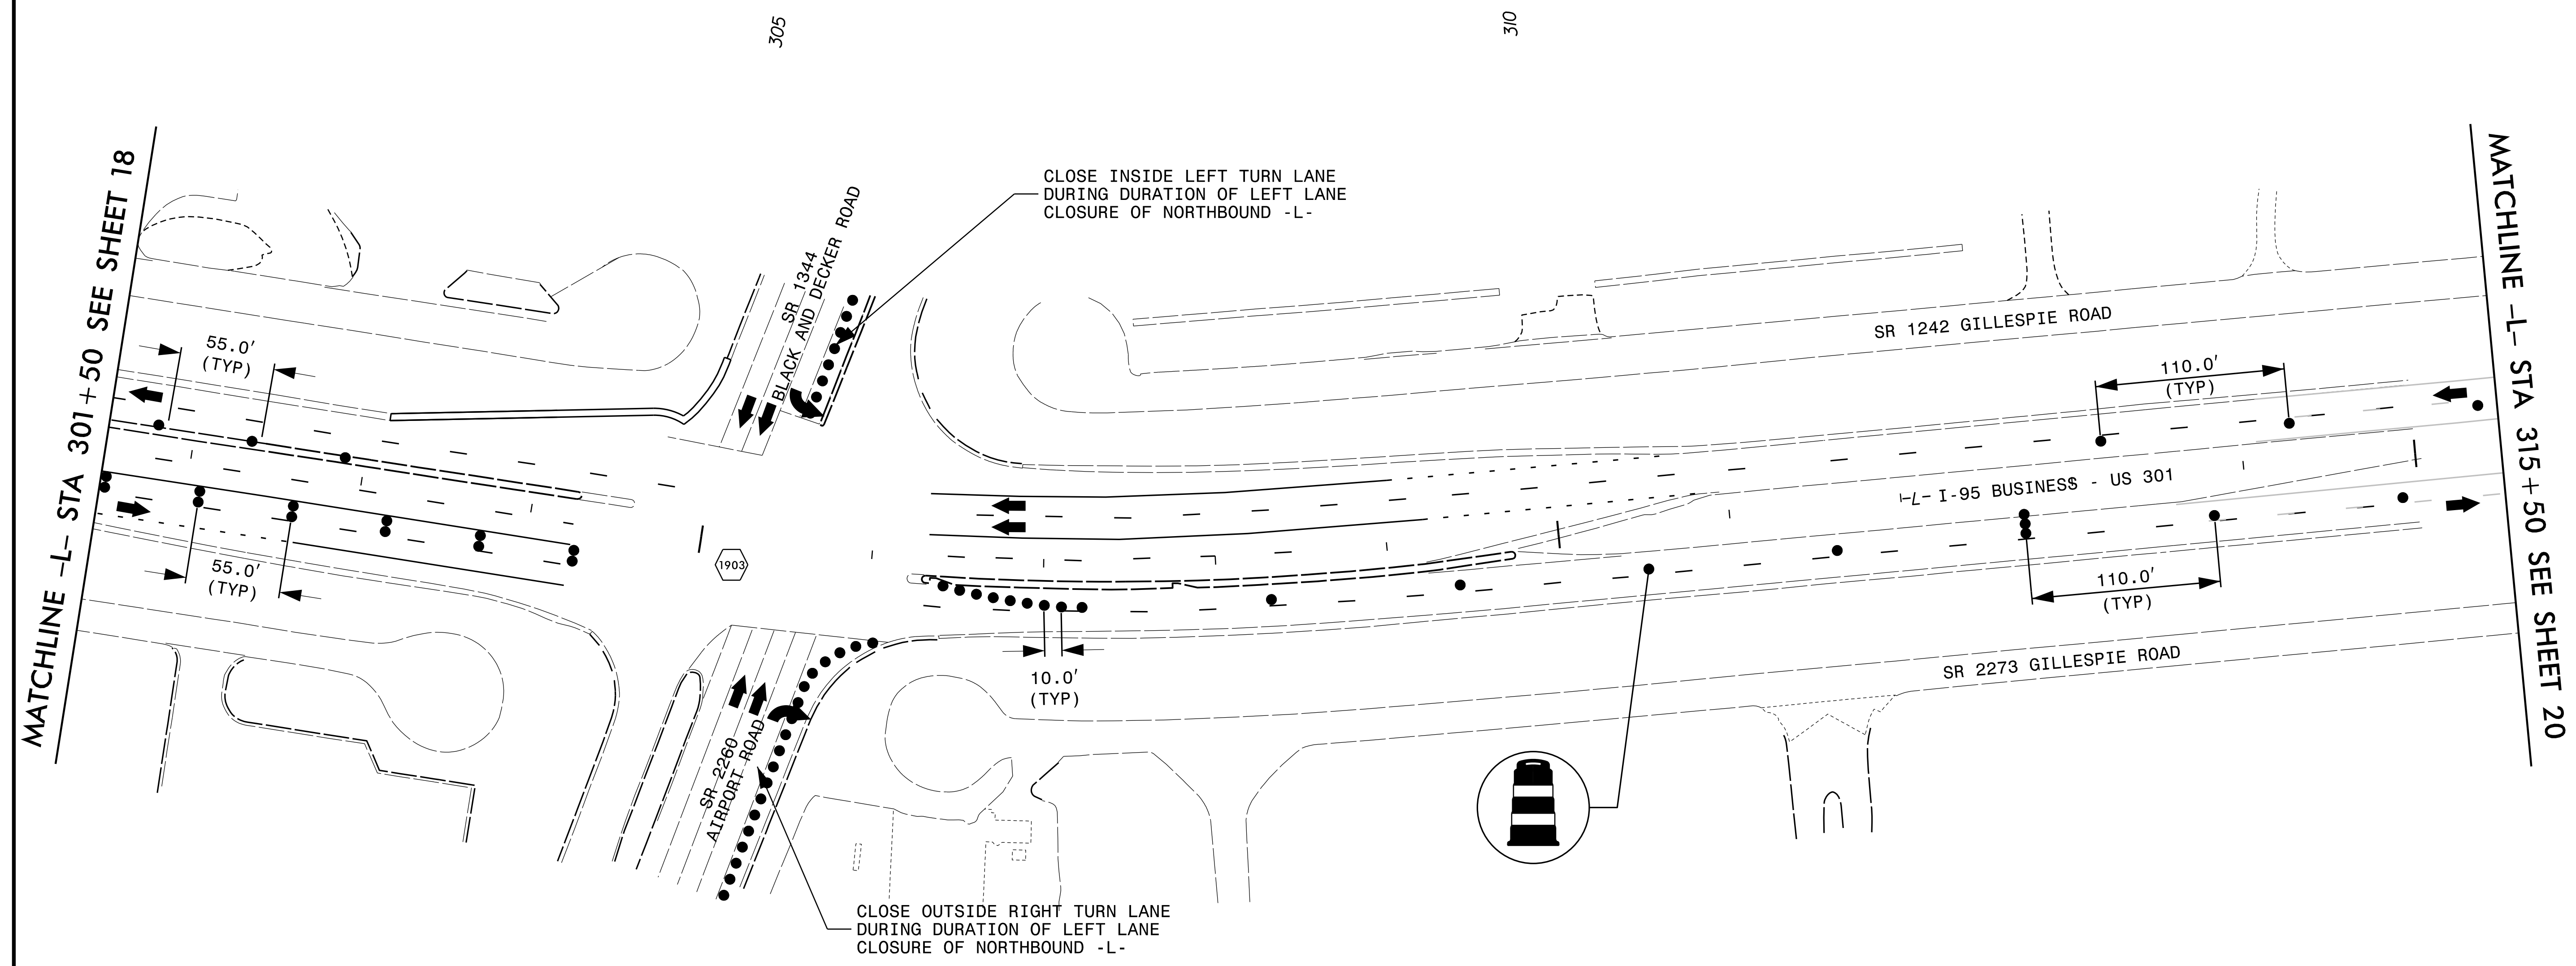 305
310
MATCHLINE -L- STA 301+50 SEE SHEET 18
CLOSE INSIDE LEFT TURN LANE
DURING DURATION OF LEFT LANE
CLOSURE OF NORTHBOUND -L-
SR 1344
BLACK AND DECKER ROAD
55.0'
(TYP)
SR 1242 GILLESPIE ROAD
110.0'
(TYP)
MATCHLINE -L- STA 315+50 SEE SHEET 20
-L- I-95 BUSINESS - US 301
55.0'
(TYP)
1903
110.0'
(TYP)
10.0'
(TYP)
SR 2273 GILLESPIE ROAD
SR 2260
AIRPORT ROAD
CLOSE OUTSIDE RIGHT TURN LANE
DURING DURATION OF LEFT LANE
CLOSURE OF NORTHBOUND -L-